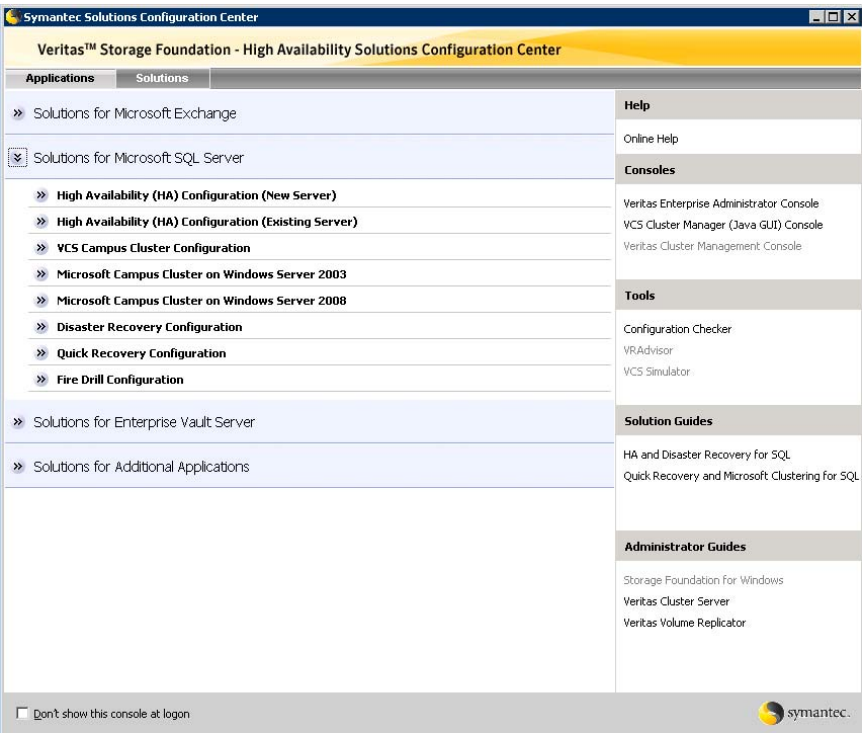 Symantec Solutions Configuration Center
Veritas™ Storage Foundation - High Availability Solutions Configuration Center
Applications
Solutions
Solutions for Microsoft Exchange
Solutions for Microsoft SQL Server
High Availability (HA) Configuration (New Server)
High Availability (HA) Configuration (Existing Server)
VCS Campus Cluster Configuration
Microsoft Campus Cluster on Windows Server 2003
Microsoft Campus Cluster on Windows Server 2008
Disaster Recovery Configuration
Quick Recovery Configuration
Fire Drill Configuration
Solutions for Enterprise Vault Server
Solutions for Additional Applications
Help
Online Help
Consoles
Veritas Enterprise Administrator Console
VCS Cluster Manager (Java GUI) Console
Veritas Cluster Management Console
Tools
Configuration Checker
VRAdvisor
VCS Simulator
Solution Guides
HA and Disaster Recovery for SQL
Quick Recovery and Microsoft Clustering for SQL
Administrator Guides
Storage Foundation for Windows
Veritas Cluster Server
Veritas Volume Replicator
Don't show this console at logon
symantec.